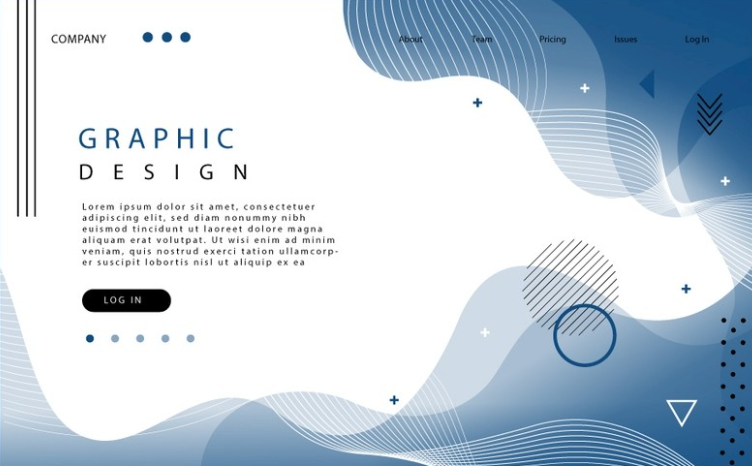 COMPANY
About Team Pricing Issues Log In
GRAPHIC
DESIGN
Lorem ipsum dolor sit amet, consectetuer
adipiscing elit, sed diam nonummy nibh
euismod tincidunt ut laoreet dolore magna
aliquam erat volutpat. Ut wisi enim ad minim
veniam, quis nostrud exerci tation ullamcorp-
er suscipit lobortis nisl ut aliquip ex ea
LOG IN